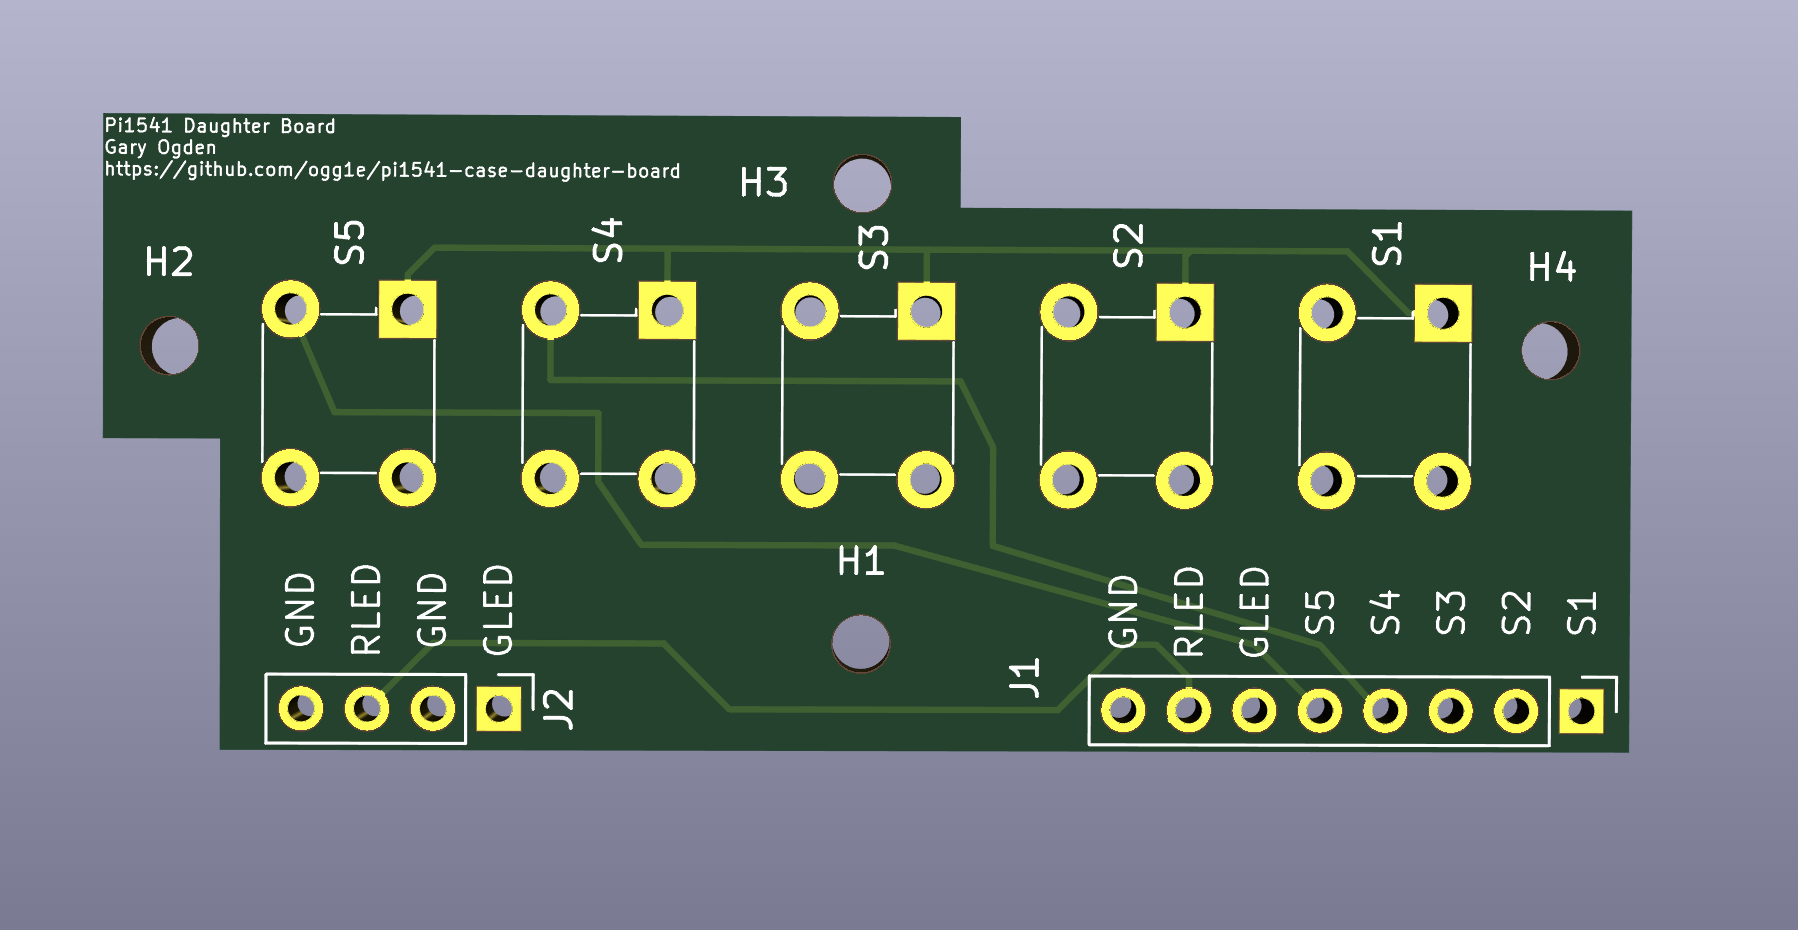 Pi1541 Daughter Board
Gary Ogden
https://github.com/ogg1e/pi1541-case-daughter-board
H3
H2
S5
S4
S3
S2
S1
H4
H1
GND
RLED
GND
GLED
J2
J1
GND
RLED
GLED
S5
S4
S3
S2
S1